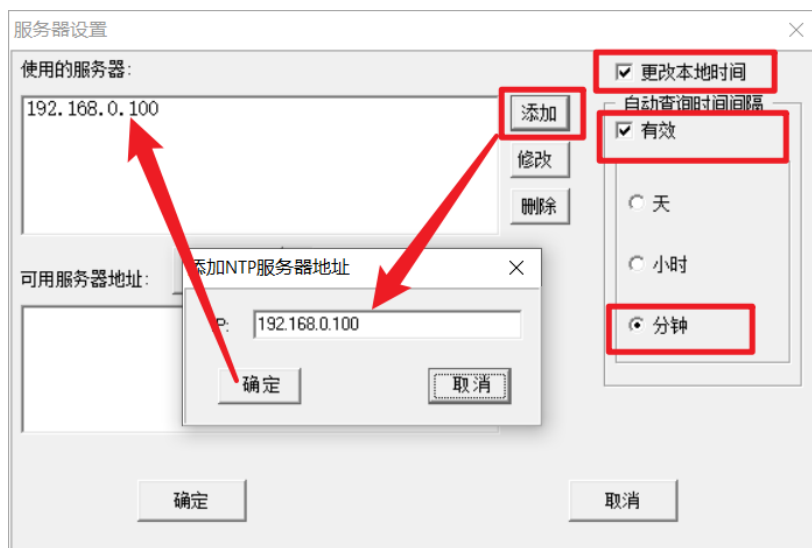 服务器设置
使用的服务器:
更改本地时间
192.168.0.100
添加
自动查询时间间隔
有效
修改
删除
天
添加NTP服务器地址
小时
可用服务器地址:
P:
192.168.0.100
分钟
确定
取消
确定
取消